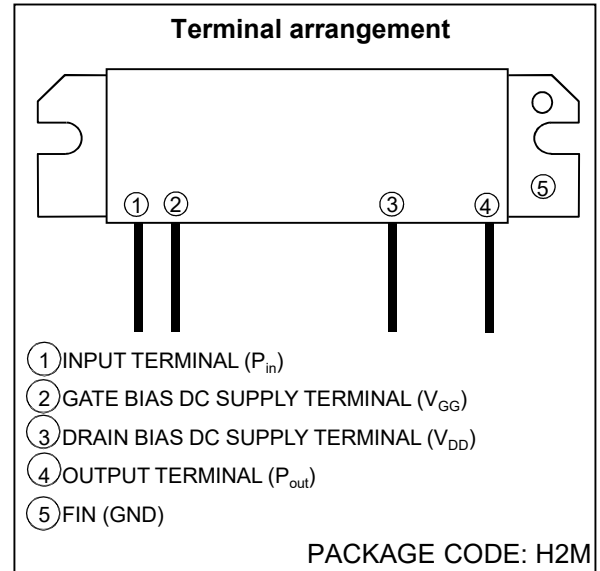 Terminal arrangement
⑤
① ② ③ ④
①INPUT TERMINAL (Pin)
②GATE BIAS DC SUPPLY TERMINAL (VGG)
③DRAIN BIAS DC SUPPLY TERMINAL (VDD)
④OUTPUT TERMINAL (Pout)
⑤FIN (GND)
PACKAGE CODE: H2M